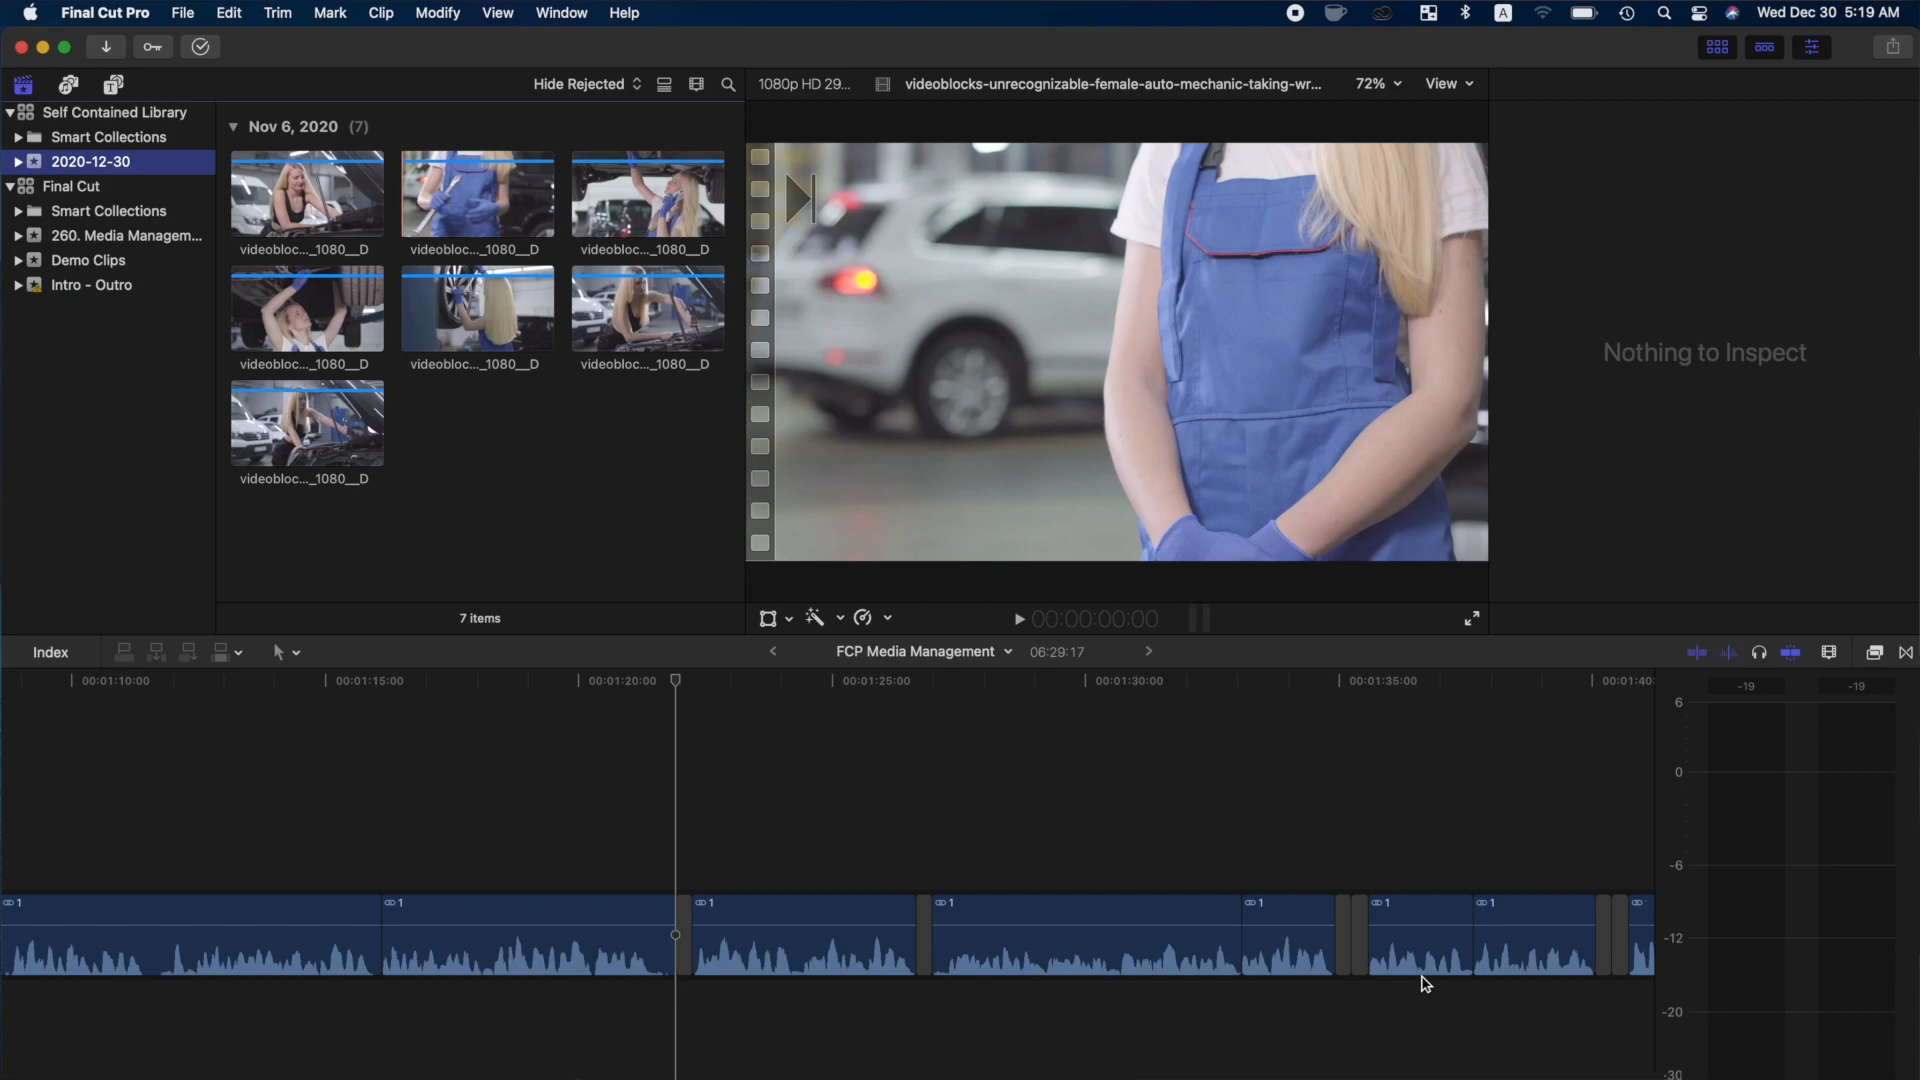 Final Cut Pro File Edit Trim Mark Clip Modify View Window Help A Wed Dec 30 5:19 AM
Hide Rejected 1080p HD 29... videoblocks-unrecognizable-female-auto-mechanic-taking-wr... 72% View
Self Contained Library
Smart Collections
2020-12-30
Final Cut
Smart Collections
260. Media Managem...
Demo Clips
Intro - Outro
Nov 6, 2020 (7)
videobloc..._1080__D videobloc..._1080__D videobloc..._1080__D
videobloc..._1080__D videobloc..._1080__D videobloc..._1080__D
videobloc..._1080__D
7 items
00:00:00:00
Nothing to Inspect
Index FCP Media Management 06:29:17
00:01:10:00 00:01:15:00 00:01:20:00 00:01:25:00 00:01:30:00 00:01:35:00 00:01:40:
1 1 1 1 1 1 1
-19 -19
6
0
-6
-12
-20
-30